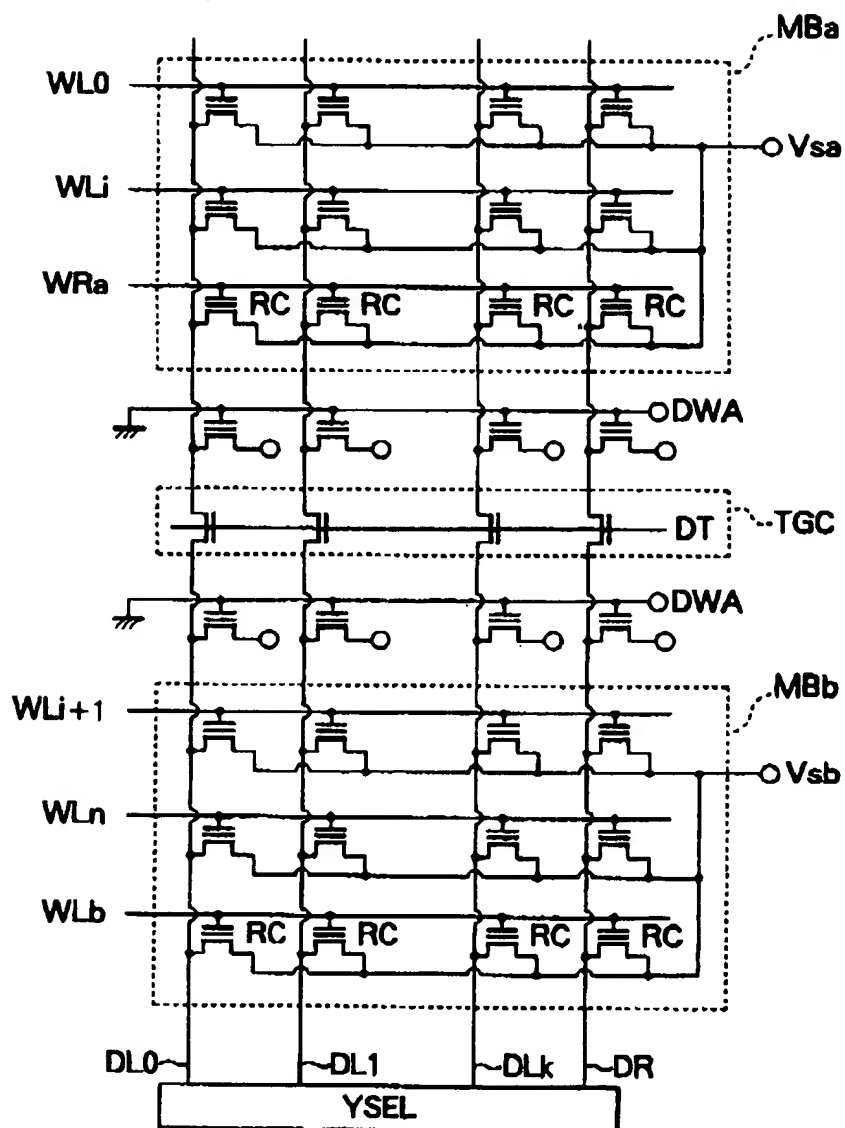 MBa
WL0
Vsa
WLi
WRa RC RC RC RC
DWA
DT TGC
DWA
MBb
WLi+1
Vsb
WLn
WLb RC RC RC RC
DL0 DL1 DLk DR
YSEL